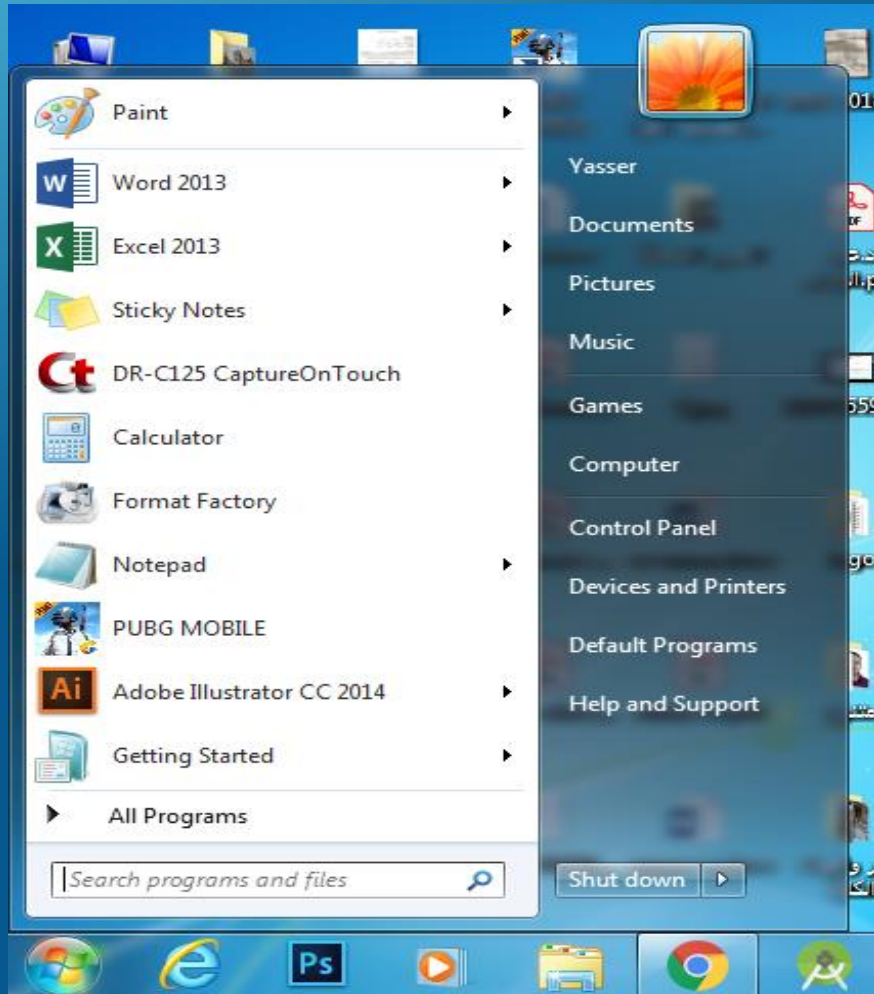 Paint
Word 2013
Excel 2013
Sticky Notes
DR-C125 CaptureOnTouch
Calculator
Format Factory
Notepad
PUBG MOBILE
Adobe Illustrator CC 2014
Getting Started
All Programs
Search programs and files
Yasser
Documents
Pictures
Music
Games
Computer
Control Panel
Devices and Printers
Default Programs
Help and Support
Shut down
Ps